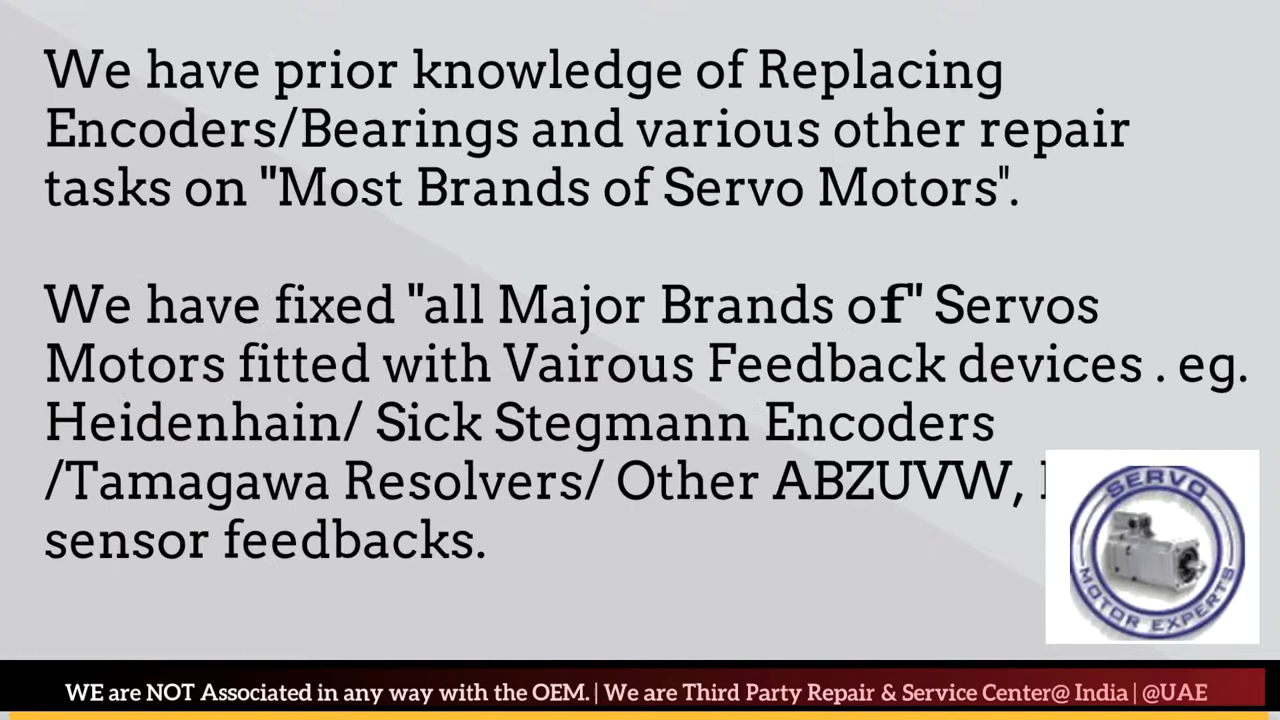 We have prior knowledge of Replacing
Encoders/Bearings and various other repair
tasks on "Most Brands of Servo Motors".
We have fixed "all Major Brands of" Servos
Motors fitted with Vairous Feedback devices . eg.
Heidenhain/ Sick Stegmann Encoders
/Tamagawa Resolvers/ Other ABZUVW,
sensor feedbacks.
SERVO
MOTOR EXPERTS
WE are NOT Associated in any way with the OEM. | We are Third Party Repair & Service Center@ India | @UAE